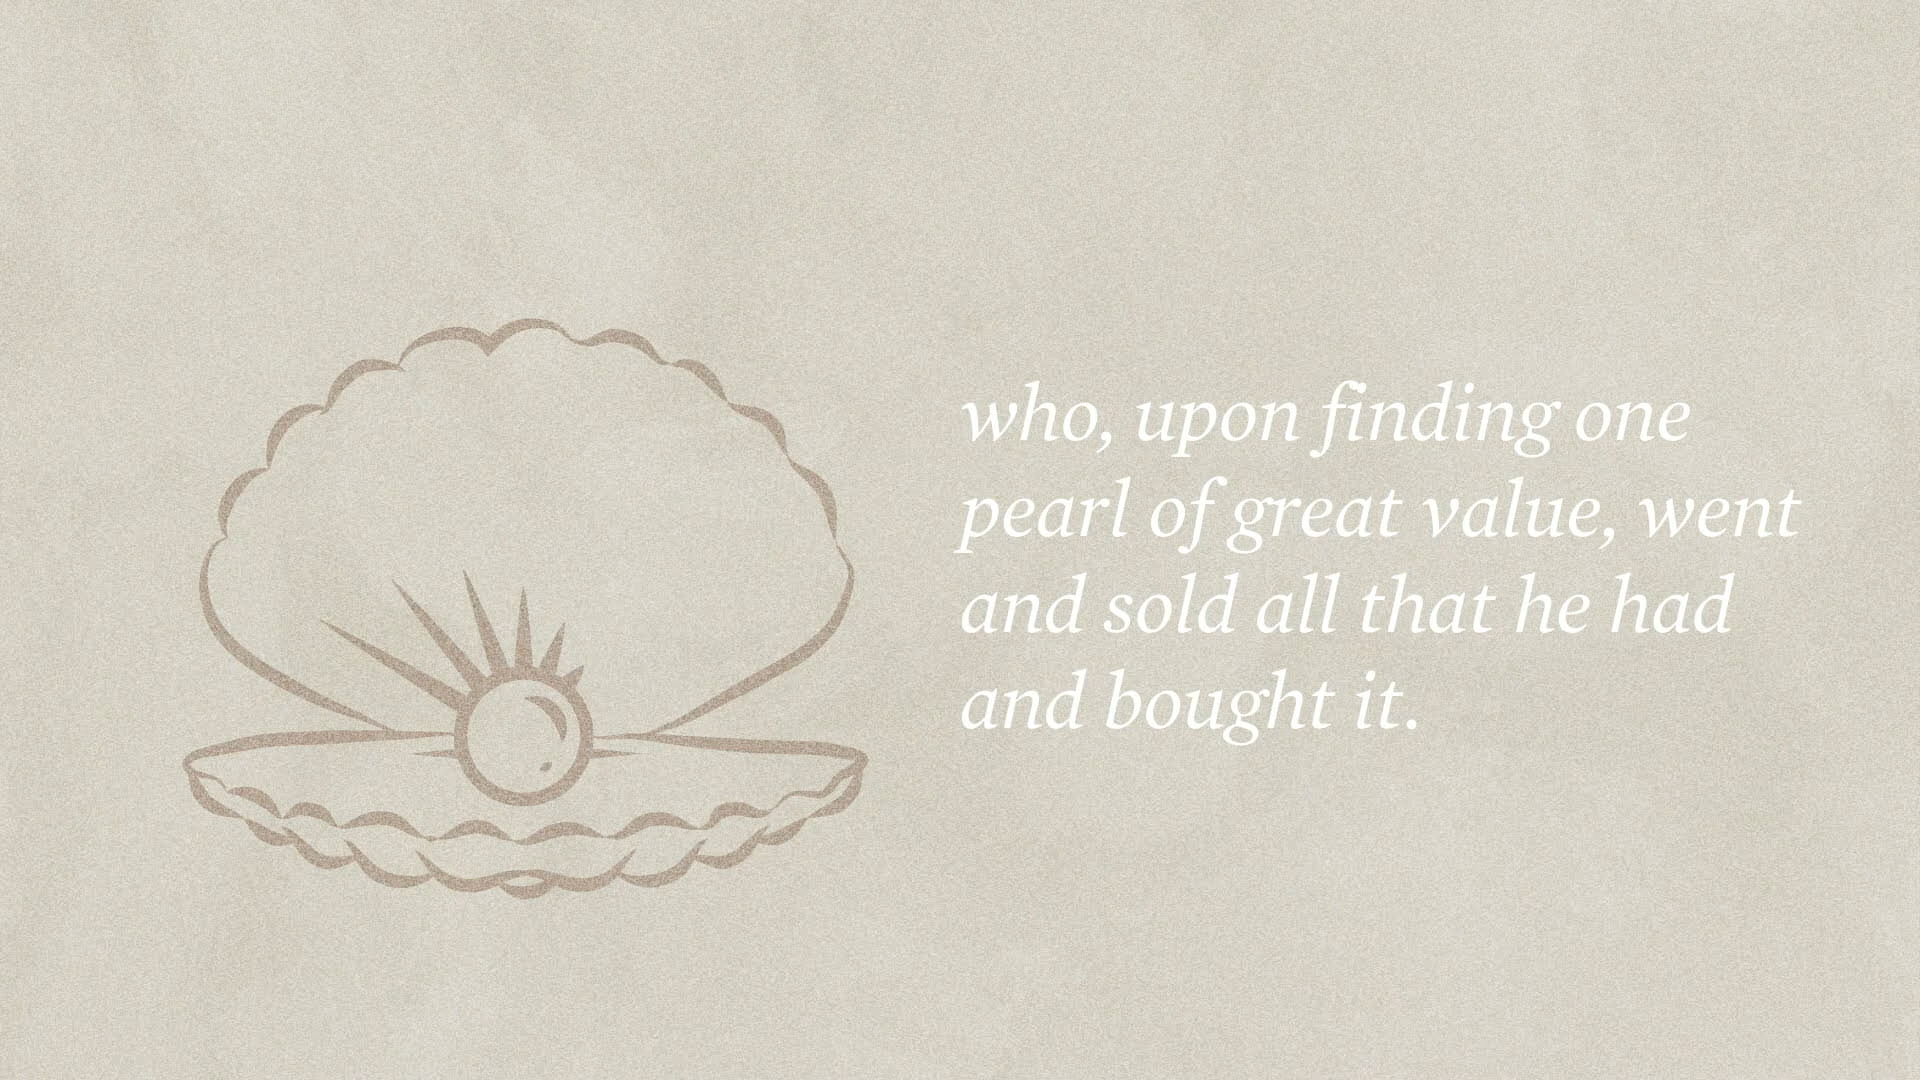 who, upon finding one
pearl of great value, went
and sold all that he had
and bought it.